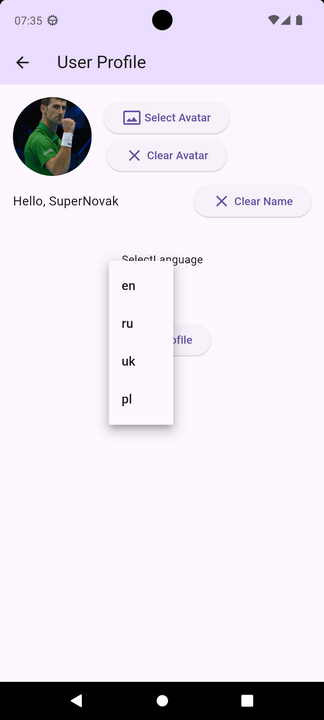 07:35
User Profile
Select Avatar
Clear Avatar
Hello, SuperNovak
Clear Name
SelectLanguage
en
ru
uk
pl
ofile